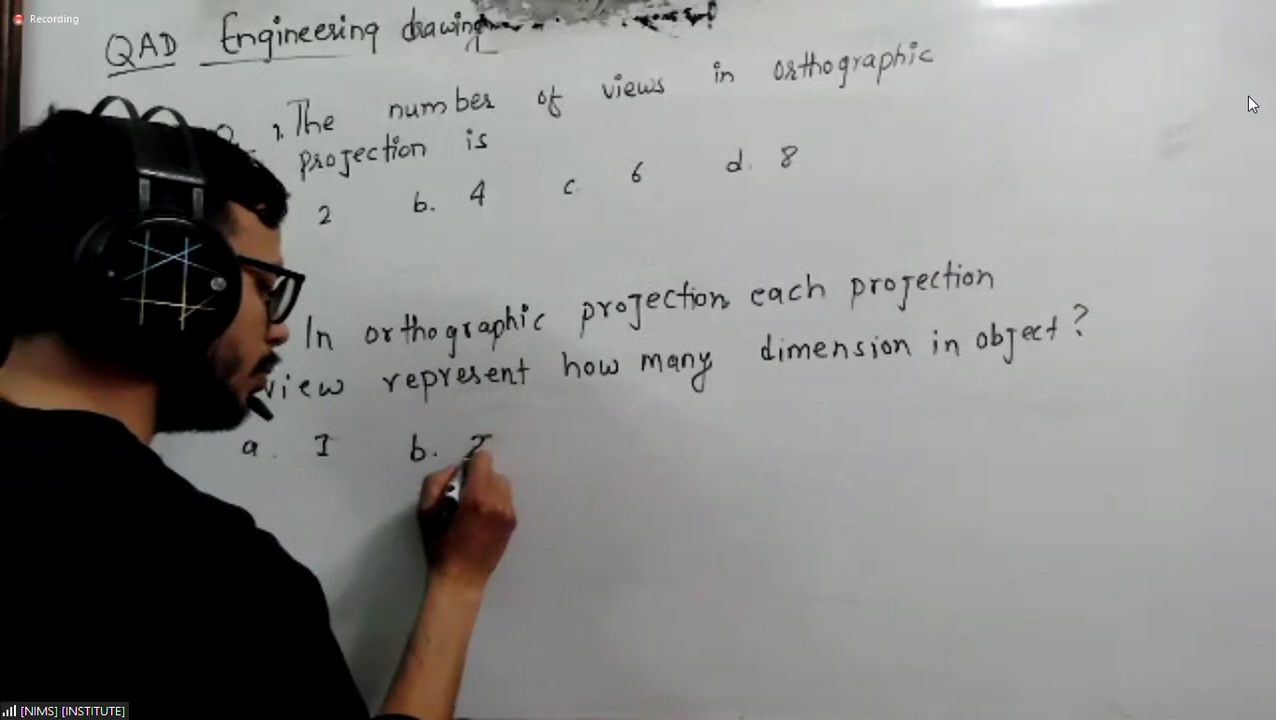 Recording
QAD Engineering drawing
1. The number of views in orthographic
projection is
2 b. 4 c. 6 d. 8
In orthographic projection each projection
view represent how many dimension in object?
a. 1 b. 2
[NIMS] [INSTITUTE]